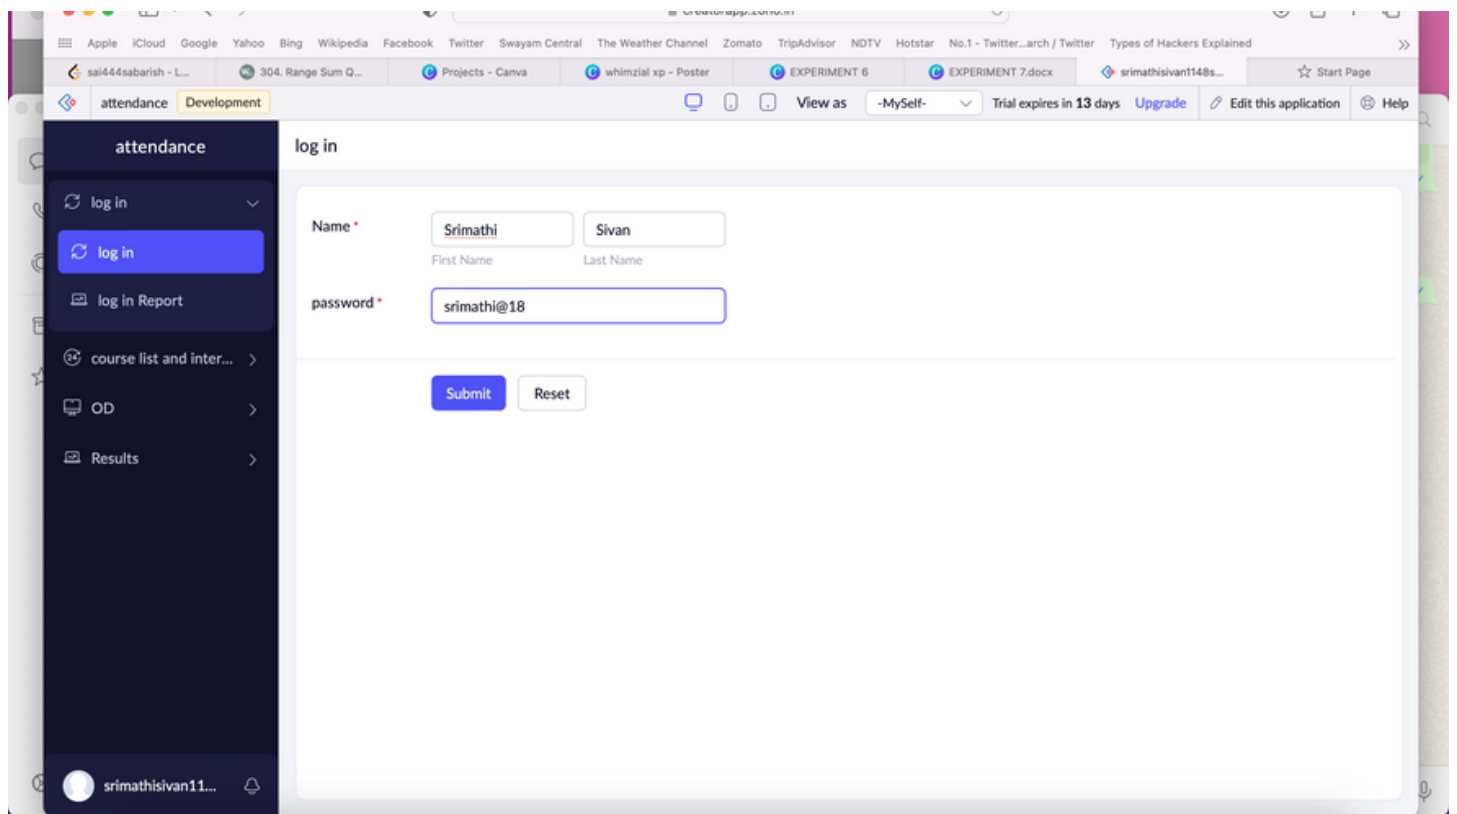 Apple iCloud Google Yahoo Bing Wikipedia Facebook Twitter Swayam Central The Weather Channel Zomato TripAdvisor NDTV Hotstar No.1 - Twitter...arch / Twitter Types of Hackers Explained
sai444sabarish - L... 304. Range Sum Q... Projects - Canva whimzial xp - Poster EXPERIMENT 6 EXPERIMENT 7.docx srimathisivan1148s... Start Page
attendance Development View as -MySelf- Trial expires in 13 days Upgrade Edit this application Help
attendance
log in
log in
Name *
Srimathi Sivan
log in
First Name Last Name
log in Report
password *
srimathi@18
course list and inter...
Submit Reset
OD
Results
srimathisivan11...